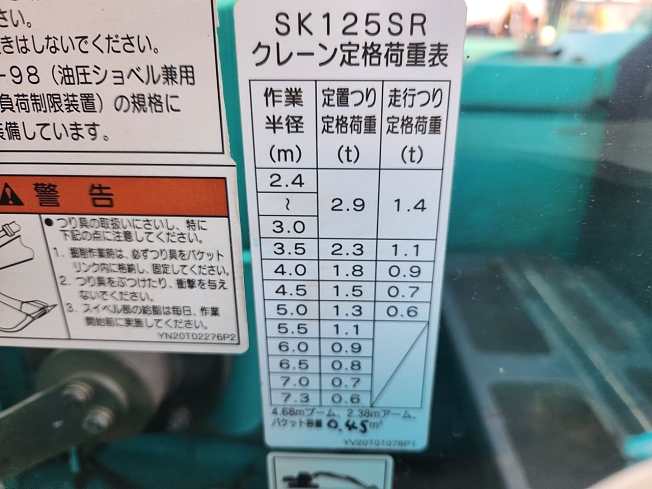 さい。
きはしないでください。
-98（油圧ショベル兼用
負荷制限装置）の規格に
装備しています。
警告
●つり具の取扱いにさいし、特に
下記の点に注意してください。
1. 掘削作業時は、必ずつり具をバケット
リンク内に格納し、固定してください。
2. つり具をぶつけたり、衝撃を与え
ないでください。
3. スイベル部の給脂は毎日、作業
開始前に実施してください。
YN20T02276P2
SK125SR
クレーン定格荷重表
作業半径(m) 定置つり定格荷重(t) 走行つり定格荷重(t)
2.4～3.0 2.9 1.4
3.5 2.3 1.1
4.0 1.8 0.9
4.5 1.5 0.7
5.0 1.3 0.6
5.5 1.1
6.0 0.9
6.5 0.8
7.0 0.7
7.3 0.6
4.68mブーム、2.38mアーム、
バケット容量 0.45 m³
YV20T01078P1